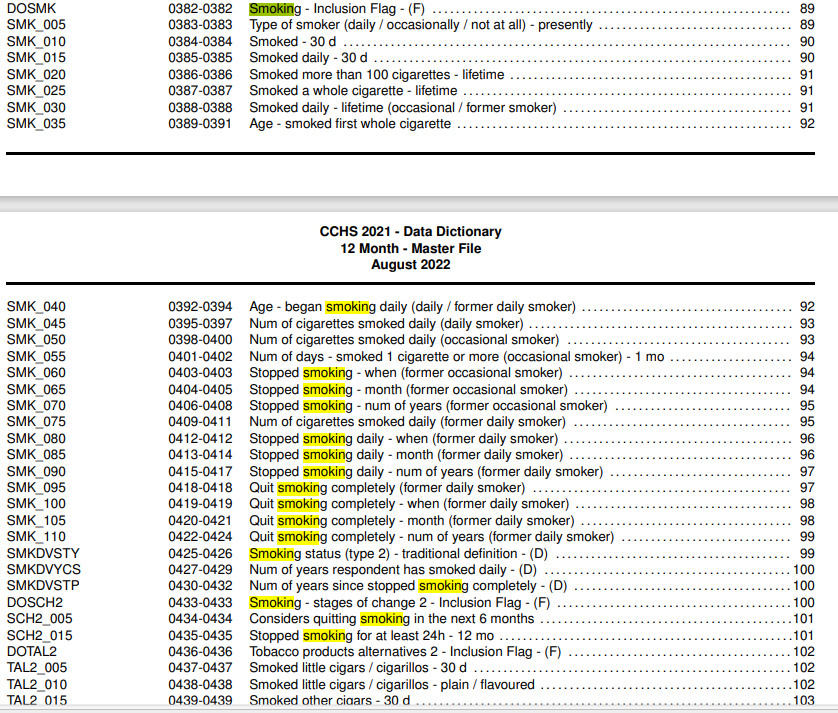 DOSMK 0382-0382 Smoking - Inclusion Flag - (F) 89
SMK_005 0383-0383 Type of smoker (daily / occasionally / not at all) - presently 89
SMK_010 0384-0384 Smoked - 30 d 90
SMK_015 0385-0385 Smoked daily - 30 d 90
SMK_020 0386-0386 Smoked more than 100 cigarettes - lifetime 91
SMK_025 0387-0387 Smoked a whole cigarette - lifetime 91
SMK_030 0388-0388 Smoked daily - lifetime (occasional / former smoker) 91
SMK_035 0389-0391 Age - smoked first whole cigarette 92
CCHS 2021 - Data Dictionary
12 Month - Master File
August 2022
SMK_040 0392-0394 Age - began smoking daily (daily / former daily smoker) 92
SMK_045 0395-0397 Num of cigarettes smoked daily (daily smoker) 93
SMK_050 0398-0400 Num of cigarettes smoked daily (occasional smoker) 93
SMK_055 0401-0402 Num of days - smoked 1 cigarette or more (occasional smoker) - 1 mo 94
SMK_060 0403-0403 Stopped smoking - when (former occasional smoker) 94
SMK_065 0404-0405 Stopped smoking - month (former occasional smoker) 94
SMK_070 0406-0408 Stopped smoking - num of years (former occasional smoker) 95
SMK_075 0409-0411 Num of cigarettes smoked daily (former daily smoker) 95
SMK_080 0412-0412 Stopped smoking daily - when (former daily smoker) 96
SMK_085 0413-0414 Stopped smoking daily - month (former daily smoker) 96
SMK_090 0415-0417 Stopped smoking daily - num of years (former daily smoker) 97
SMK_095 0418-0418 Quit smoking completely (former daily smoker) 97
SMK_100 0419-0419 Quit smoking completely - when (former daily smoker) 98
SMK_105 0420-0421 Quit smoking completely - month (former daily smoker) 98
SMK_110 0422-0424 Quit smoking completely - num of years (former daily smoker) 99
SMKDVSTY 0425-0426 Smoking status (type 2) - traditional definition - (D) 99
SMKDVYCS 0427-0429 Num of years respondent has smoked daily - (D) 100
SMKDVSTP 0430-0432 Num of years since stopped smoking completely - (D) 100
DOSCH2 0433-0433 Smoking - stages of change 2 - Inclusion Flag - (F) 100
SCH2_005 0434-0434 Considers quitting smoking in the next 6 months 101
SCH2_015 0435-0435 Stopped smoking for at least 24h - 12 mo 101
DOTAL2 0436-0436 Tobacco products alternatives 2 - Inclusion Flag - (F) 102
TAL2_005 0437-0437 Smoked little cigars / cigarillos - 30 d 102
TAL2_010 0438-0438 Smoked little cigars / cigarillos - plain / flavoured 102
TAL2_015 0439-0439 Smoked other cigars - 30 d 103